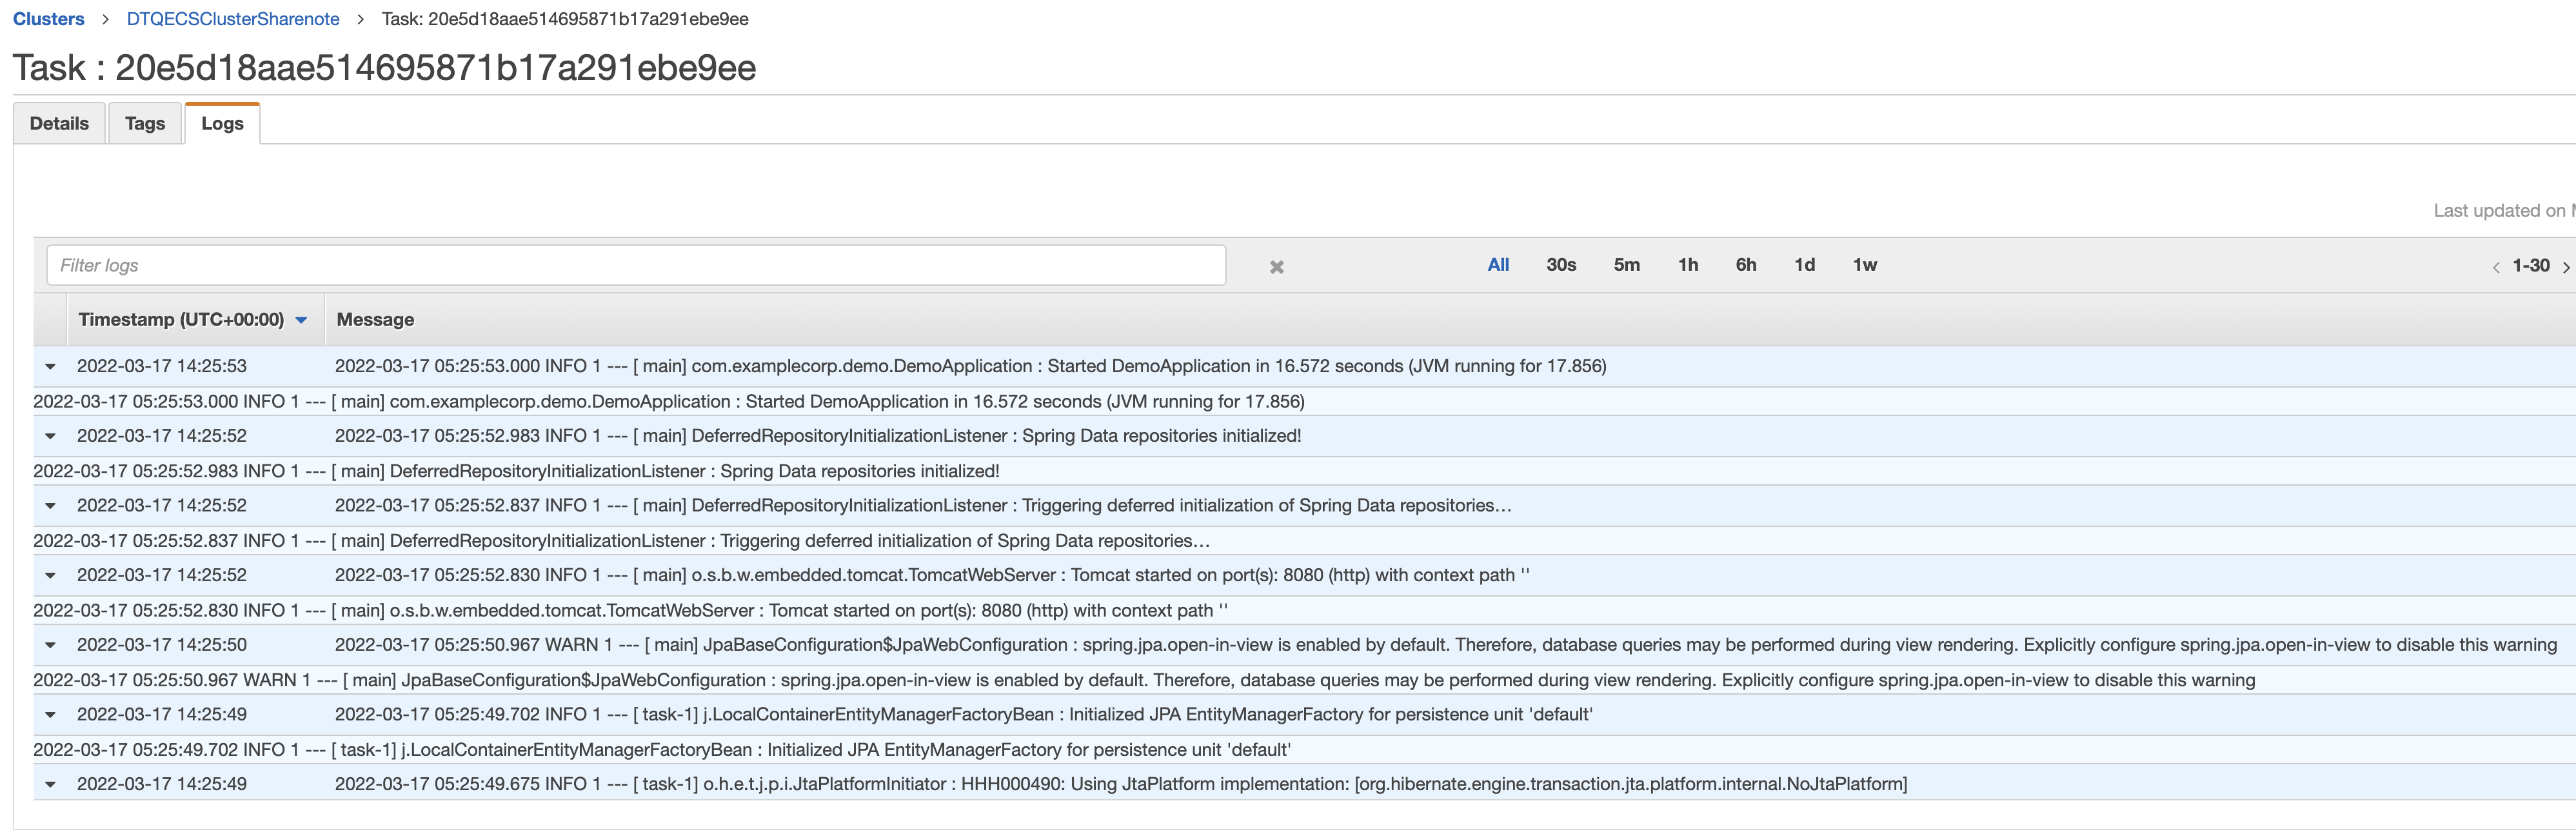 Clusters > DTQECSClusterSharenote > Task: 20e5d18aae514695871b17a291ebe9ee
Task : 20e5d18aae514695871b17a291ebe9ee
Details Tags Logs
Last updated on
Filter logs All 30s 5m 1h 6h 1d 1w 1-30
Timestamp (UTC+00:00) Message
2022-03-17 14:25:53 2022-03-17 05:25:53.000 INFO 1 --- [ main] com.examplecorp.demo.DemoApplication : Started DemoApplication in 16.572 seconds (JVM running for 17.856)
2022-03-17 05:25:53.000 INFO 1 --- [ main] com.examplecorp.demo.DemoApplication : Started DemoApplication in 16.572 seconds (JVM running for 17.856)
2022-03-17 14:25:52 2022-03-17 05:25:52.983 INFO 1 --- [ main] DeferredRepositoryInitializationListener : Spring Data repositories initialized!
2022-03-17 05:25:52.983 INFO 1 --- [ main] DeferredRepositoryInitializationListener : Spring Data repositories initialized!
2022-03-17 14:25:52 2022-03-17 05:25:52.837 INFO 1 --- [ main] DeferredRepositoryInitializationListener : Triggering deferred initialization of Spring Data repositories…
2022-03-17 05:25:52.837 INFO 1 --- [ main] DeferredRepositoryInitializationListener : Triggering deferred initialization of Spring Data repositories…
2022-03-17 14:25:52 2022-03-17 05:25:52.830 INFO 1 --- [ main] o.s.b.w.embedded.tomcat.TomcatWebServer : Tomcat started on port(s): 8080 (http) with context path ''
2022-03-17 05:25:52.830 INFO 1 --- [ main] o.s.b.w.embedded.tomcat.TomcatWebServer : Tomcat started on port(s): 8080 (http) with context path ''
2022-03-17 14:25:50 2022-03-17 05:25:50.967 WARN 1 --- [ main] JpaBaseConfiguration$JpaWebConfiguration : spring.jpa.open-in-view is enabled by default. Therefore, database queries may be performed during view rendering. Explicitly configure spring.jpa.open-in-view to disable this warning
2022-03-17 05:25:50.967 WARN 1 --- [ main] JpaBaseConfiguration$JpaWebConfiguration : spring.jpa.open-in-view is enabled by default. Therefore, database queries may be performed during view rendering. Explicitly configure spring.jpa.open-in-view to disable this warning
2022-03-17 14:25:49 2022-03-17 05:25:49.702 INFO 1 --- [ task-1] j.LocalContainerEntityManagerFactoryBean : Initialized JPA EntityManagerFactory for persistence unit 'default'
2022-03-17 05:25:49.702 INFO 1 --- [ task-1] j.LocalContainerEntityManagerFactoryBean : Initialized JPA EntityManagerFactory for persistence unit 'default'
2022-03-17 14:25:49 2022-03-17 05:25:49.675 INFO 1 --- [ task-1] o.h.e.t.j.p.i.JtaPlatformInitiator : HHH000490: Using JtaPlatform implementation: [org.hibernate.engine.transaction.jta.platform.internal.NoJtaPlatform]